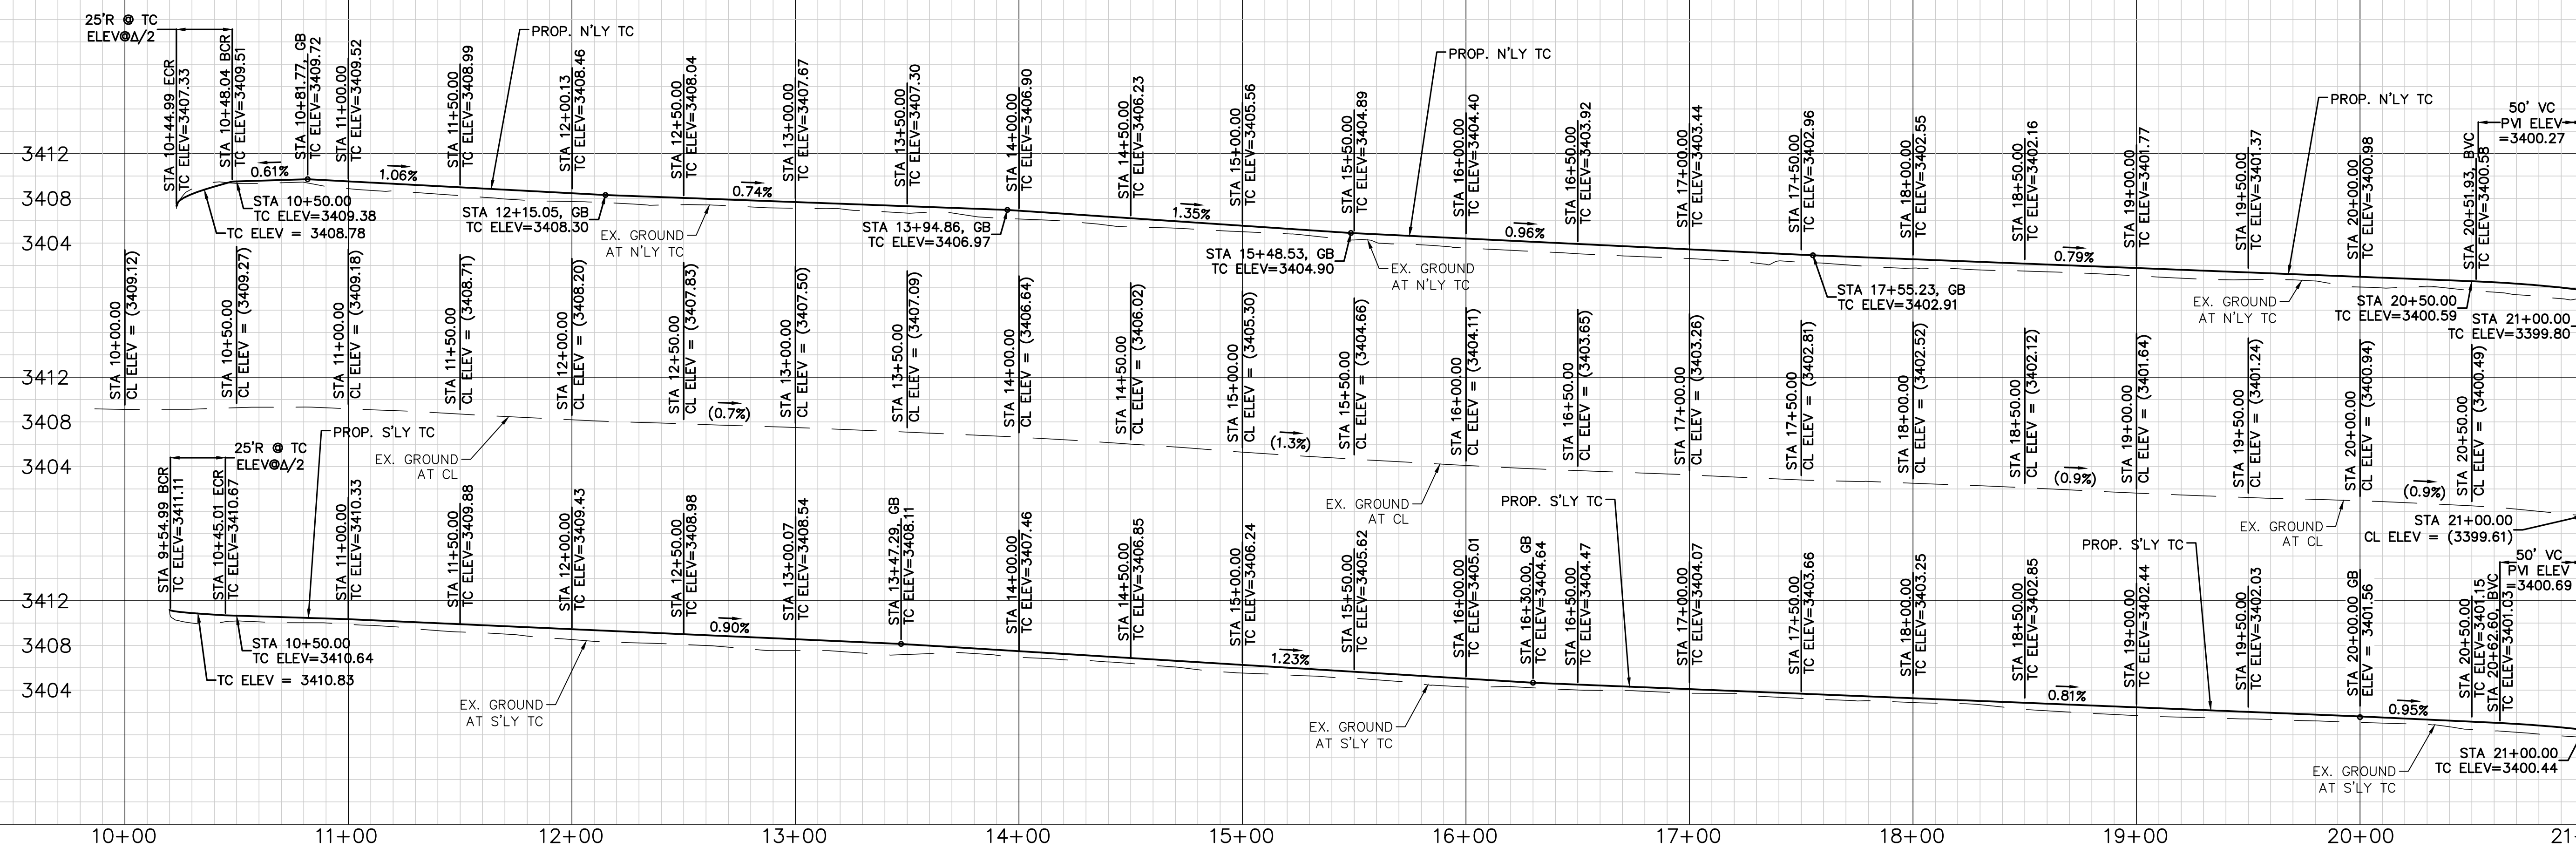 25'R @ TC
ELEV@Δ/2
STA 10+44.99 ECR
TC ELEV=3407.33
STA 10+48.04 BCR
TC ELEV=3409.51
STA 10+81.77, GB
TC ELEV=3409.72
STA 11+00.00
TC ELEV=3409.52
STA 11+50.00
TC ELEV=3408.99
PROP. N'LY TC
STA 12+00.13
TC ELEV=3408.46
STA 12+50.00
TC ELEV=3408.04
STA 13+00.00
TC ELEV=3407.67
STA 13+50.00
TC ELEV=3407.30
STA 14+00.00
TC ELEV=3406.90
STA 14+50.00
TC ELEV=3406.23
STA 15+00.00
TC ELEV=3405.56
STA 15+50.00
TC ELEV=3404.89
PROP. N'LY TC
STA 16+00.00
TC ELEV=3404.40
STA 16+50.00
TC ELEV=3403.92
STA 17+00.00
TC ELEV=3403.44
STA 17+50.00
TC ELEV=3402.96
STA 18+00.00
TC ELEV=3402.55
STA 18+50.00
TC ELEV=3402.16
STA 19+00.00
TC ELEV=3401.77
STA 19+50.00
TC ELEV=3401.37
PROP. N'LY TC
STA 20+00.00
TC ELEV=3400.98
STA 20+51.93, BVC
TC ELEV=3400.58
50' VC
PVI ELEV
=3400.27
3412
3408
3404
0.61%
1.06%
0.74%
1.35%
0.96%
0.79%
STA 10+50.00
TC ELEV=3409.38
TC ELEV = 3408.78
STA 12+15.05, GB
TC ELEV=3408.30
EX. GROUND
AT N'LY TC
STA 13+94.86, GB
TC ELEV=3406.97
STA 15+48.53, GB
TC ELEV=3404.90
EX. GROUND
AT N'LY TC
STA 17+55.23, GB
TC ELEV=3402.91
EX. GROUND
AT N'LY TC
STA 20+50.00
TC ELEV=3400.59
STA 21+00.00
TC ELEV=3399.80
STA 10+00.00
CL ELEV = (3409.12)
STA 10+50.00
CL ELEV = (3409.27)
STA 11+00.00
CL ELEV = (3409.18)
STA 11+50.00
CL ELEV = (3408.71)
STA 12+00.00
CL ELEV = (3408.20)
STA 12+50.00
CL ELEV = (3407.83)
STA 13+00.00
CL ELEV = (3407.50)
STA 13+50.00
CL ELEV = (3407.09)
STA 14+00.00
CL ELEV = (3406.64)
STA 14+50.00
CL ELEV = (3406.02)
STA 15+00.00
CL ELEV = (3405.30)
STA 15+50.00
CL ELEV = (3404.66)
STA 16+00.00
CL ELEV = (3404.11)
STA 16+50.00
CL ELEV = (3403.65)
STA 17+00.00
CL ELEV = (3403.26)
STA 17+50.00
CL ELEV = (3402.81)
STA 18+00.00
CL ELEV = (3402.52)
STA 18+50.00
CL ELEV = (3402.12)
STA 19+00.00
CL ELEV = (3401.64)
STA 19+50.00
CL ELEV = (3401.24)
STA 20+00.00
CL ELEV = (3400.94)
STA 20+50.00
CL ELEV = (3400.49)
3412
3408
3404
(0.7%)
(1.3%)
(0.9%)
(0.9%)
EX. GROUND
AT CL
EX. GROUND
AT CL
EX. GROUND
AT CL
STA 21+00.00
CL ELEV = (3399.61)
PROP. S'LY TC
25'R @ TC
ELEV@Δ/2
STA 9+54.99 BCR
TC ELEV=3411.11
STA 10+45.01 ECR
TC ELEV=3410.67
STA 11+00.00
TC ELEV=3410.33
STA 11+50.00
TC ELEV=3409.88
STA 12+00.00
TC ELEV=3409.43
STA 12+50.00
TC ELEV=3408.98
STA 13+00.07
TC ELEV=3408.54
STA 13+47.29, GB
TC ELEV=3408.11
STA 14+00.00
TC ELEV=3407.46
STA 14+50.00
TC ELEV=3406.85
STA 15+00.00
TC ELEV=3406.24
STA 15+50.00
TC ELEV=3405.62
STA 16+00.00
TC ELEV=3405.01
PROP. S'LY TC
STA 16+30.00, GB
TC ELEV=3404.64
STA 16+50.00
TC ELEV=3404.47
STA 17+00.00
TC ELEV=3404.07
STA 17+50.00
TC ELEV=3403.66
STA 18+00.00
TC ELEV=3403.25
STA 18+50.00
TC ELEV=3402.85
STA 19+00.00
TC ELEV=3402.44
PROP. S'LY TC
STA 19+50.00
TC ELEV=3402.03
STA 20+00.00 GB
ELEV = 3401.56
STA 20+50.00
TC ELEV=3401.15
STA 20+62.60, BVC
TC ELEV=3401.03
50' VC
PVI ELEV
=3400.69
3412
3408
3404
0.90%
1.23%
0.81%
0.95%
STA 10+50.00
TC ELEV=3410.64
TC ELEV = 3410.83
EX. GROUND
AT S'LY TC
EX. GROUND
AT S'LY TC
EX. GROUND
AT S'LY TC
STA 21+00.00
TC ELEV=3400.44
10+00
11+00
12+00
13+00
14+00
15+00
16+00
17+00
18+00
19+00
20+00